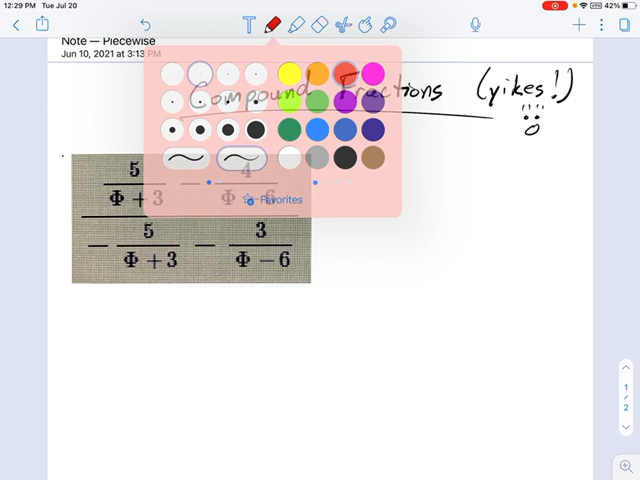 12:29 PM Tue Jul 20
42%
T
Note — Piecewise
Jun 10, 2021 at 3:13 PM
Compound Fractions (yikes!)
5 4
— − —
Φ + 3 Φ − 6
5 3
− — − —
Φ + 3 Φ − 6
Favorites
1
/
2